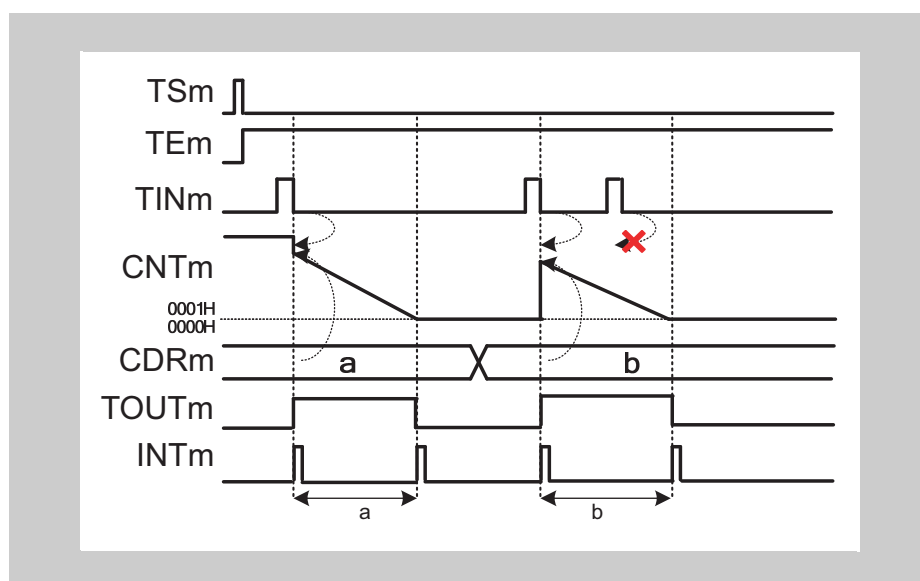 TSm
TEm
TINm
CNTm
0001H
0000H
CDRm a b
TOUTm
INTm
a b